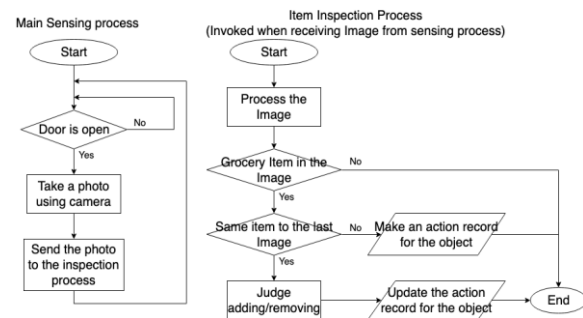 Main Sensing process
Start
Door is open
No
Yes
Take a photo
using camera
Send the photo
to the inspection
process
Item Inspection Process
(Invoked when receiving Image from sensing process)
Start
Process the
Image
Grocery Item in the
Image
No
Yes
Same item to the last
Image
No
Make an action record
for the object
Yes
Judge
adding/removing
Update the action
record for the object
End